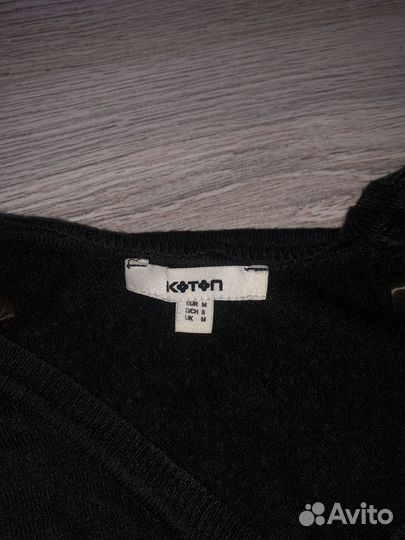 KOTON
EUR M
D/CH S
UK M
Avito